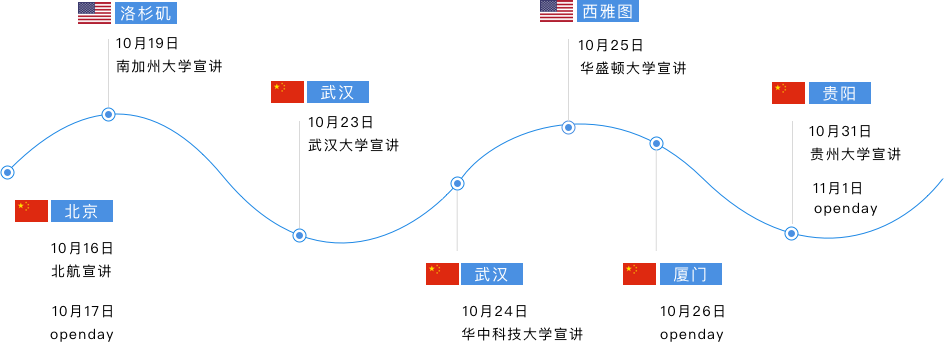 洛杉矶
10月19日
南加州大学宣讲
西雅图
10月25日
华盛顿大学宣讲
武汉
10月23日
武汉大学宣讲
贵阳
10月31日
贵州大学宣讲
11月1日
openday
北京
10月16日
北航宣讲
10月17日
openday
武汉
10月24日
华中科技大学宣讲
厦门
10月26日
openday